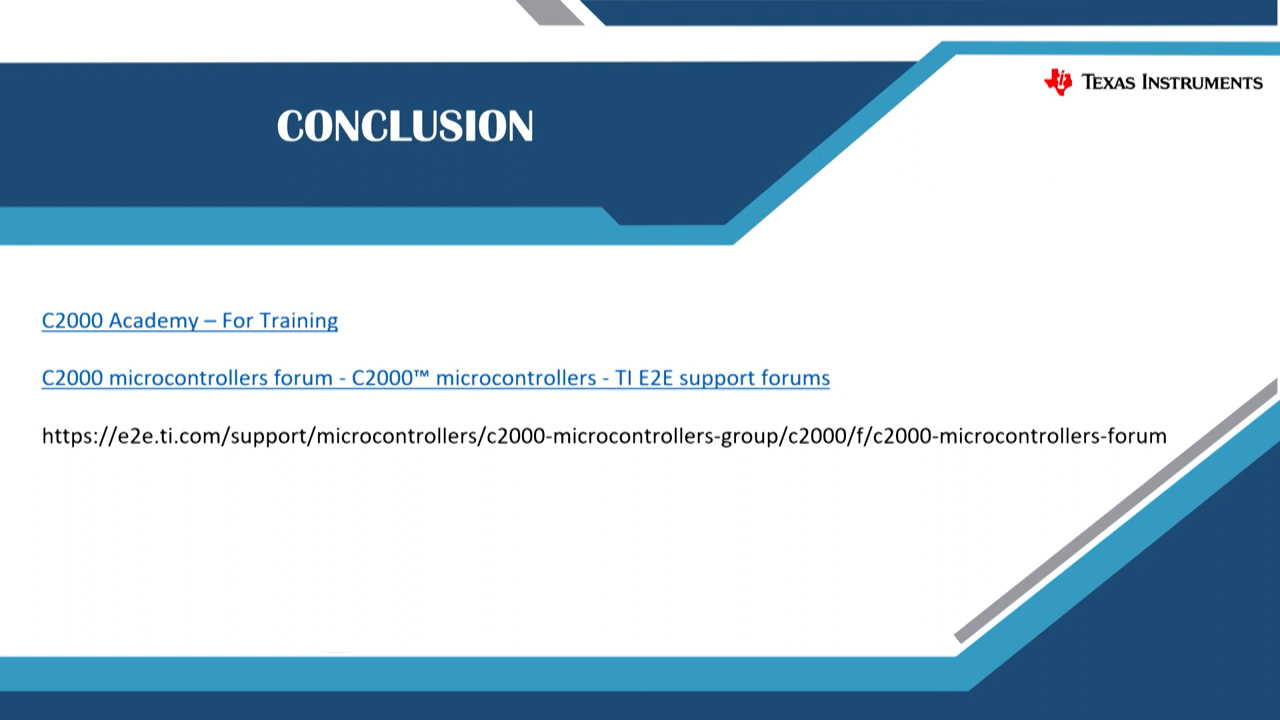 TEXAS INSTRUMENTS
CONCLUSION
C2000 Academy – For Training
C2000 microcontrollers forum - C2000™ microcontrollers - TI E2E support forums
https://e2e.ti.com/support/microcontrollers/c2000-microcontrollers-group/c2000/f/c2000-microcontrollers-forum